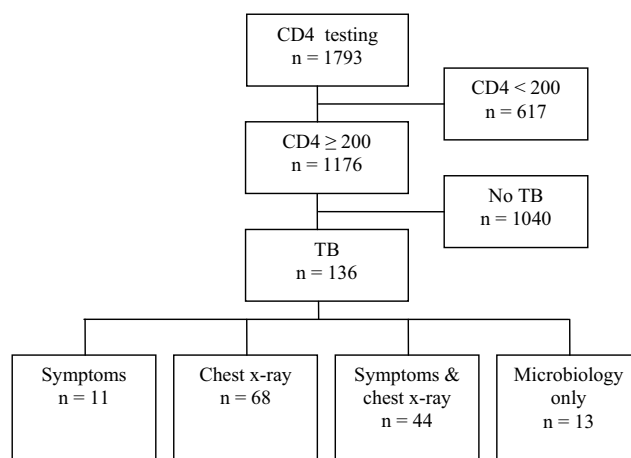 CD4 testing
n = 1793
CD4 < 200
n = 617
CD4 ≥ 200
n = 1176
No TB
n = 1040
TB
n = 136
Symptoms
n = 11
Chest x-ray
n = 68
Symptoms &
chest x-ray
n = 44
Microbiology
only
n = 13